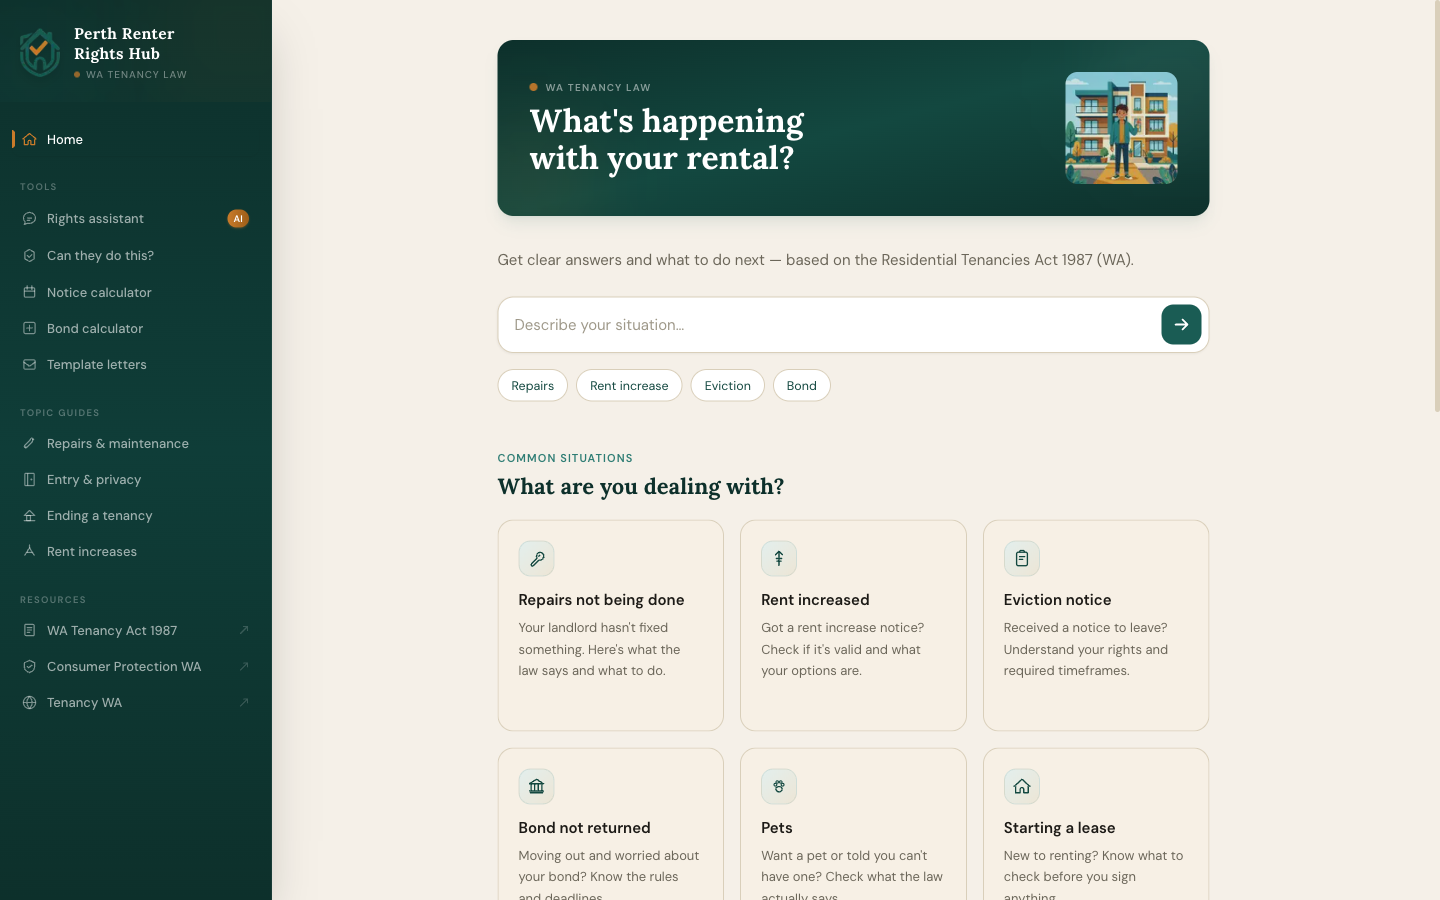 Perth Renter
Rights Hub
WA TENANCY LAW
Home
TOOLS
Rights assistant
AI
Can they do this?
Notice calculator
Bond calculator
Template letters
TOPIC GUIDES
Repairs & maintenance
Entry & privacy
Ending a tenancy
Rent increases
RESOURCES
WA Tenancy Act 1987
Consumer Protection WA
Tenancy WA
WA TENANCY LAW
What's happening
with your rental?
Get clear answers and what to do next — based on the Residential Tenancies Act 1987 (WA).
Describe your situation...
Repairs
Rent increase
Eviction
Bond
COMMON SITUATIONS
What are you dealing with?
Repairs not being done
Your landlord hasn't fixed
something. Here's what the
law says and what to do.
Rent increased
Got a rent increase notice?
Check if it's valid and what
your options are.
Eviction notice
Received a notice to leave?
Understand your rights and
required timeframes.
Bond not returned
Moving out and worried about
your bond? Know the rules
and deadlines.
Pets
Want a pet or told you can't
have one? Check what the law
actually says.
Starting a lease
New to renting? Know what to
check before you sign
anything.